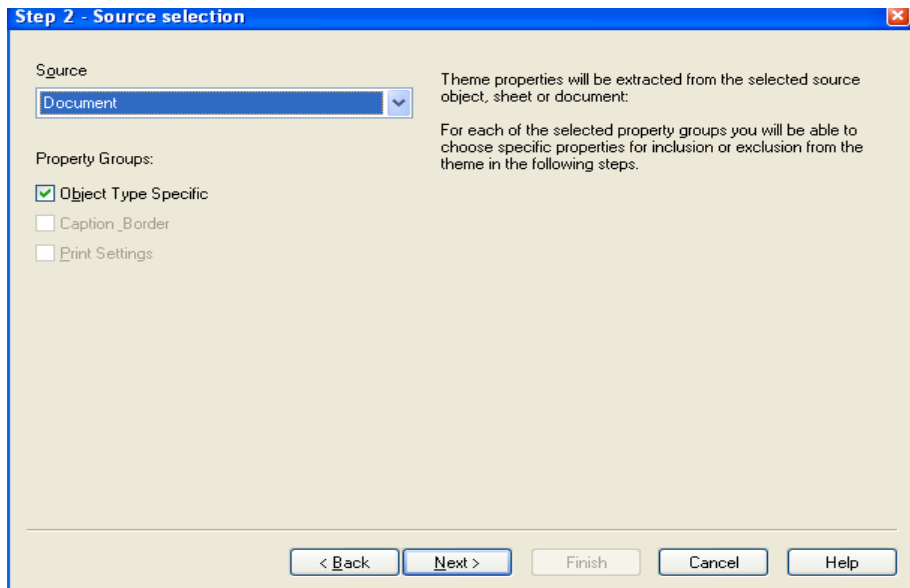 Step 2 - Source selection
Source
Document
Property Groups:
Object Type Specific
Caption _Border
Print Settings
Theme properties will be extracted from the selected source
object, sheet or document:
For each of the selected property groups you will be able to
choose specific properties for inclusion or exclusion from the
theme in the following steps.
< Back
Next >
Finish
Cancel
Help